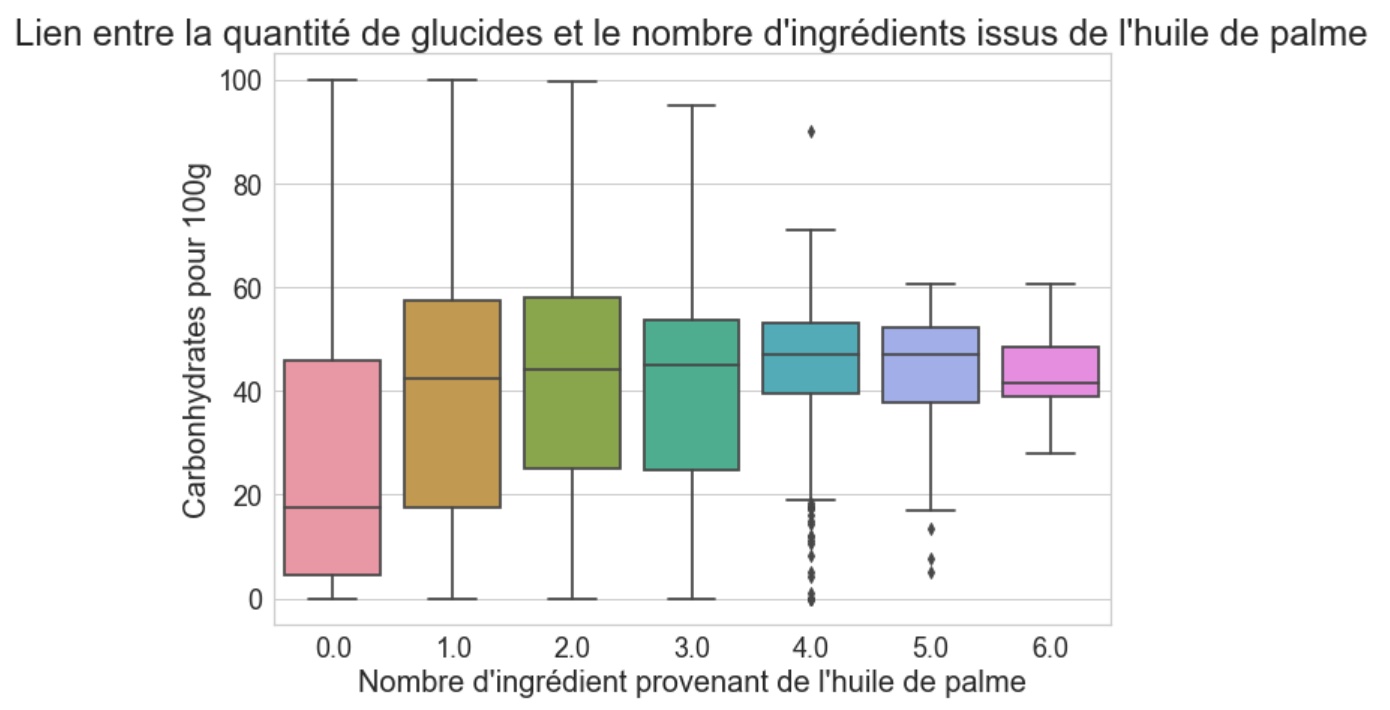 Lien entre la quantité de glucides et le nombre d'ingrédients issus de l'huile de palme
100
80
60
40
20
0
Carbonhydrates pour 100g
0.0 1.0 2.0 3.0 4.0 5.0 6.0
Nombre d'ingrédient provenant de l'huile de palme